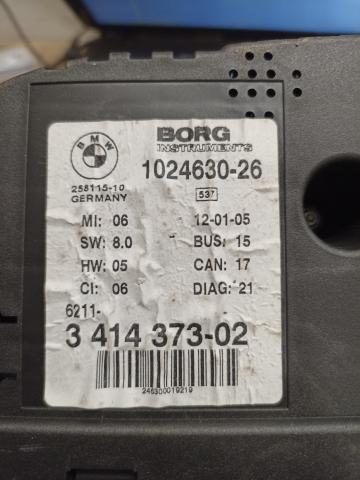 BMW
BORG
INSTRUMENTS
1024630-26
258115-10
GERMANY
537
MI: 06 12-01-05
SW: 8.0 BUS: 15
HW: 05 CAN: 17
CI: 06 DIAG: 21
6211-
3 414 373-02
246300019219